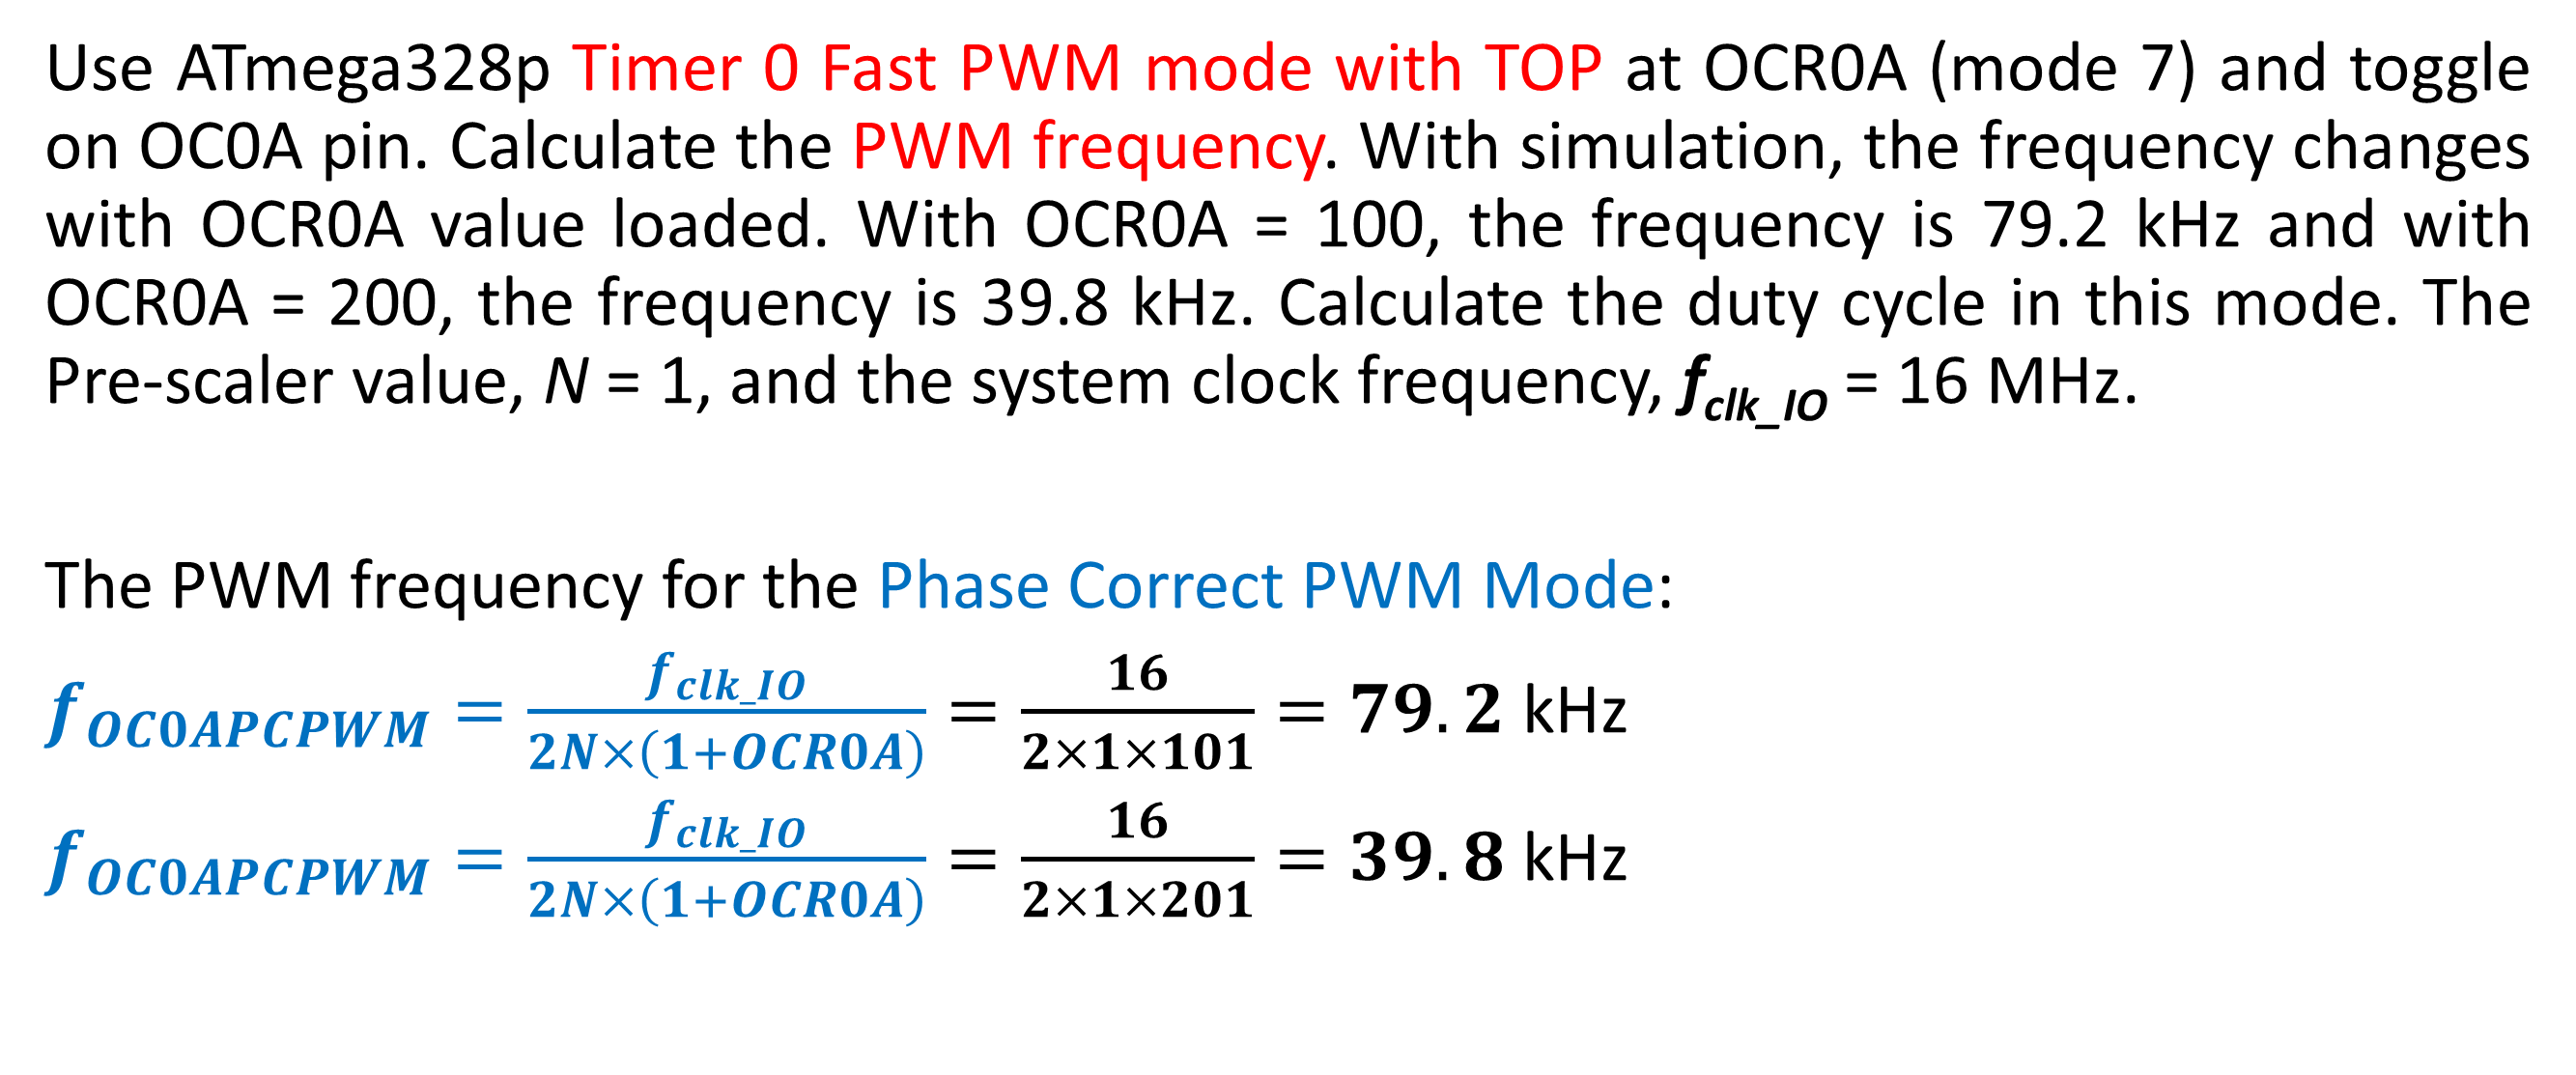 Use ATmega328p Timer 0 Fast PWM mode with TOP at OCR0A (mode 7) and toggle
on OC0A pin. Calculate the PWM frequency. With simulation, the frequency changes
with OCR0A value loaded. With OCR0A = 100, the frequency is 79.2 kHz and with
OCR0A = 200, the frequency is 39.8 kHz. Calculate the duty cycle in this mode. The
Pre-scaler value, N = 1, and the system clock frequency, f_clk_IO = 16 MHz.
The PWM frequency for the Phase Correct PWM Mode:
f_OC0APCPWM = f_clk_IO / 2N×(1+OCR0A) = 16 / 2×1×101 = 79.2 kHz
f_OC0APCPWM = f_clk_IO / 2N×(1+OCR0A) = 16 / 2×1×201 = 39.8 kHz